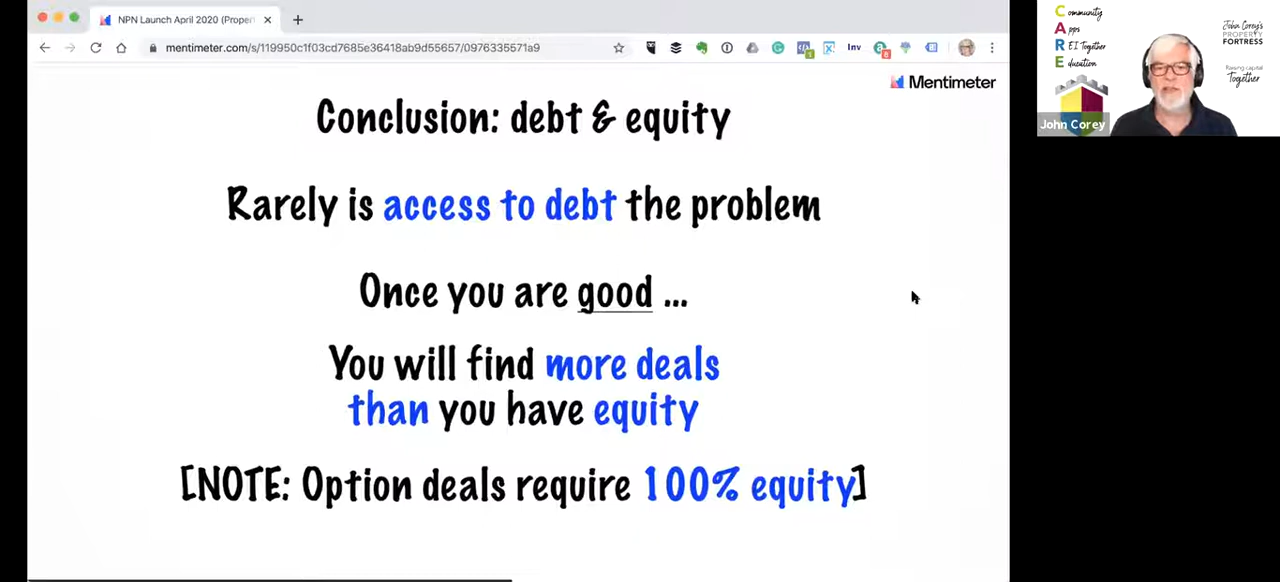 NPN Launch April 2020 (Proper
mentimeter.com/s/119950c1f03cd7685e36418ab9d55657/0976335571a9
Inv
Mentimeter
Conclusion: debt & equity
Rarely is access to debt the problem
Once you are good ...
You will find more deals
than you have equity
[NOTE: Option deals require 100% equity]
Community
Apps
REI Together
Education
John Corey's
PROPERTY
FORTRESS
Raising capital
Together
John Corey